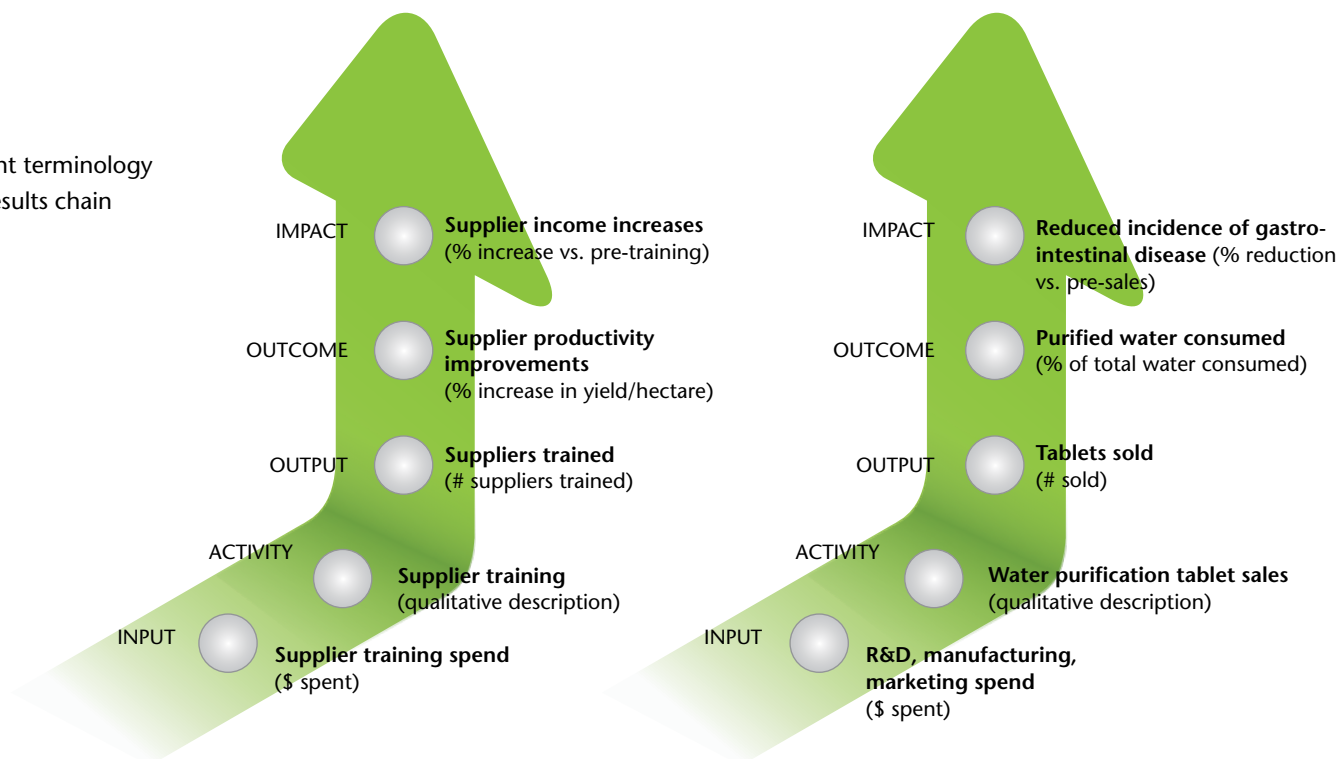 nt terminology
esults chain
IMPACT
Supplier income increases
(% increase vs. pre-training)
OUTCOME
Supplier productivity
improvements
(% increase in yield/hectare)
OUTPUT
Suppliers trained
(# suppliers trained)
ACTIVITY
Supplier training
(qualitative description)
INPUT
Supplier training spend
($ spent)
IMPACT
Reduced incidence of gastro-
intestinal disease (% reduction
vs. pre-sales)
OUTCOME
Purified water consumed
(% of total water consumed)
OUTPUT
Tablets sold
(# sold)
ACTIVITY
Water purification tablet sales
(qualitative description)
INPUT
R&D, manufacturing,
marketing spend
($ spent)